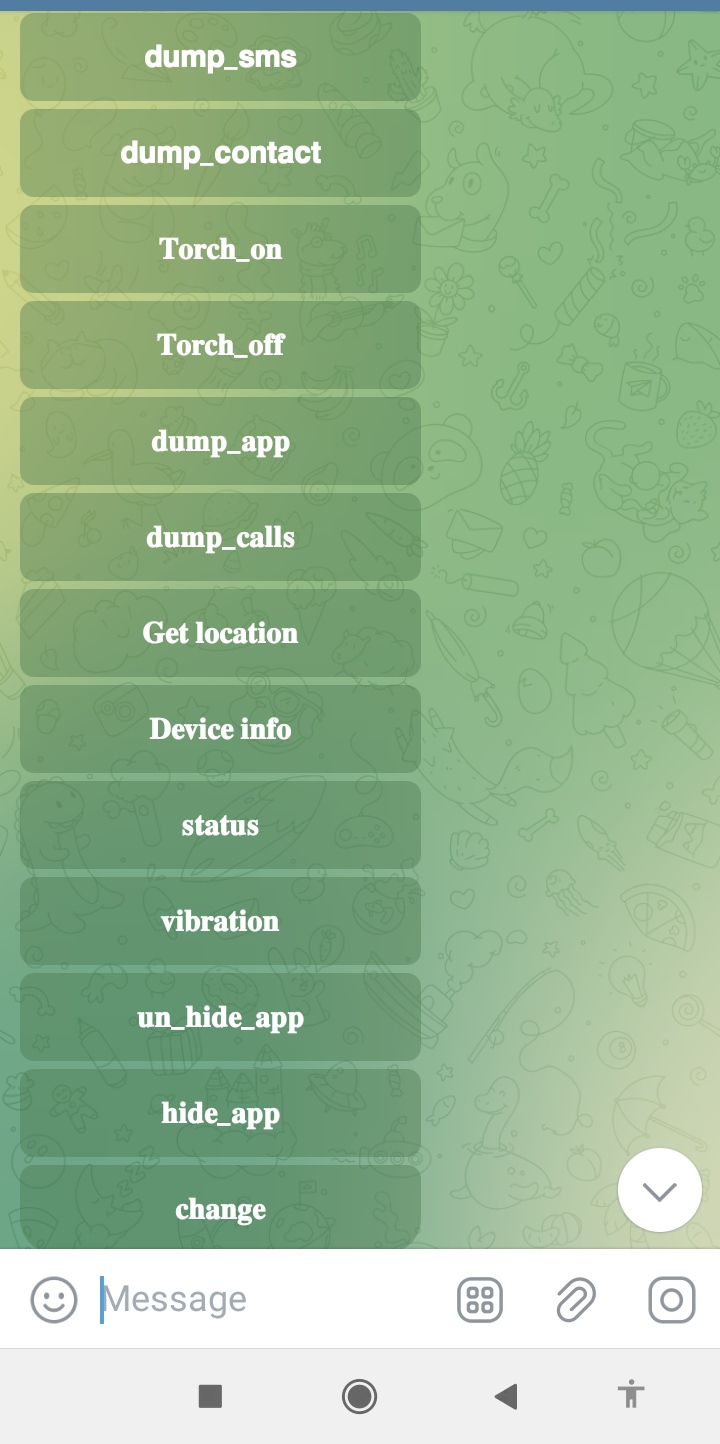 dump_sms
dump_contact
Torch_on
Torch_off
dump_app
dump_calls
Get location
Device info
status
vibration
un_hide_app
hide_app
change
Message